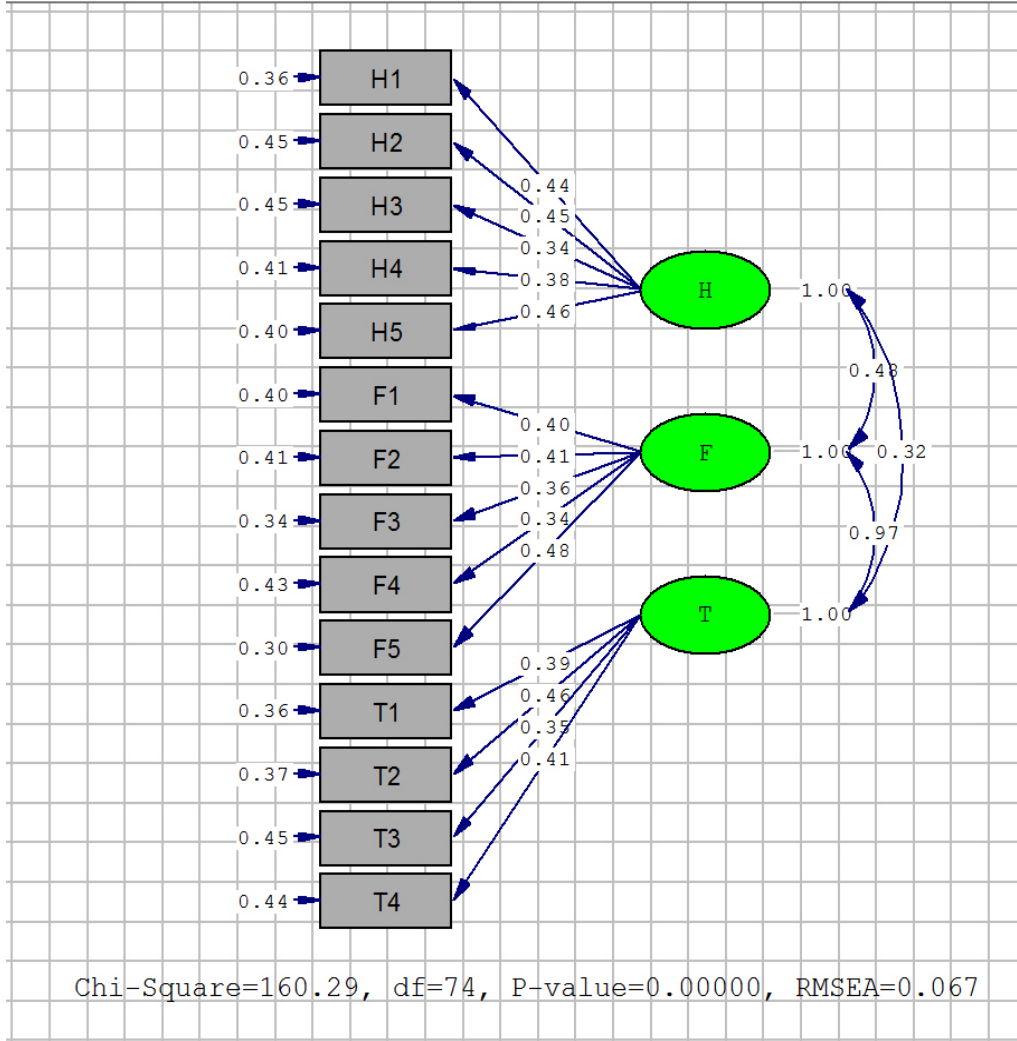 0.36 H1
0.45 H2
0.44
0.45
0.45 H3
0.34
0.41 H4
0.38
H 1.00
0.46
0.40 H5
0.48
0.40 F1
0.40
0.41 F2
0.41
F 1.00 0.32
0.36
0.34 F3
0.34
0.97
0.48
0.43 F4
T 1.00
0.30 F5
0.39
0.46
0.36 T1
0.35
0.41
0.37 T2
0.45 T3
0.44 T4
Chi-Square=160.29, df=74, P-value=0.00000, RMSEA=0.067